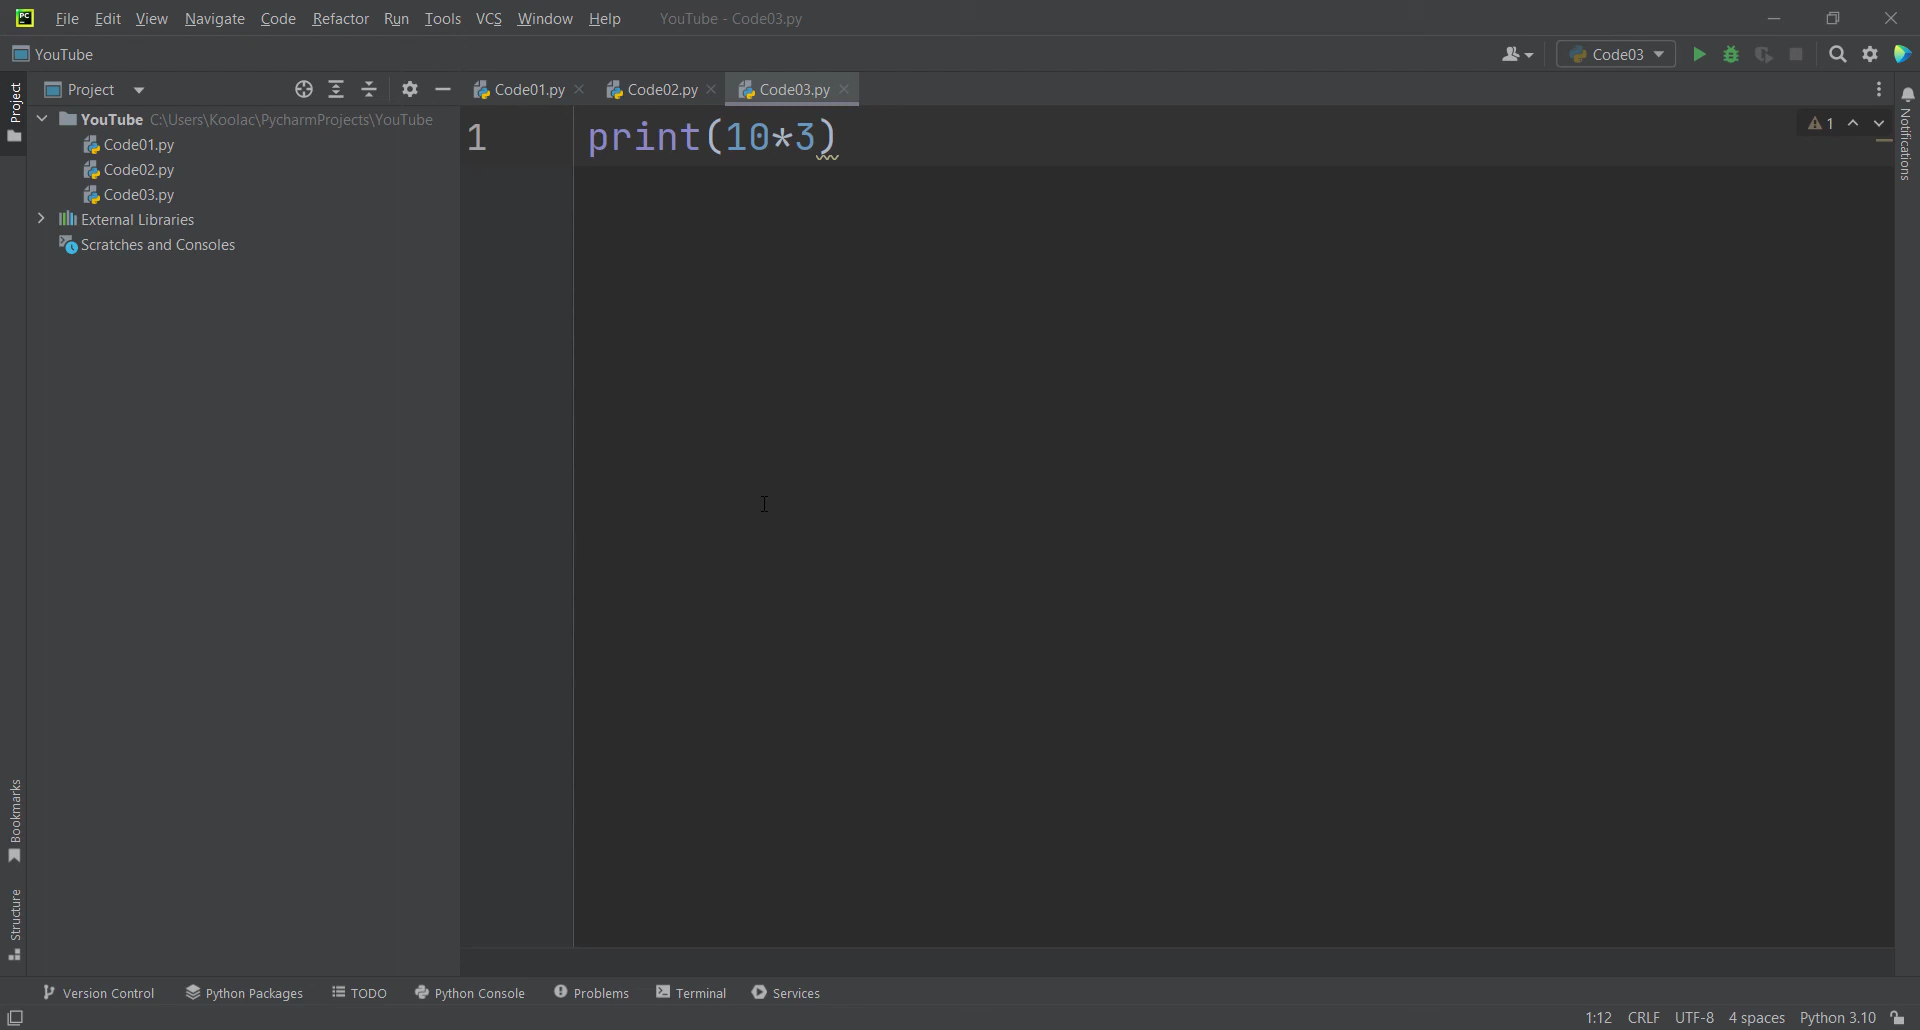 PC
File Edit View Navigate Code Refactor Run Tools VCS Window Help YouTube - Code03.py
YouTube
Code03
Project
Code01.py Code02.py Code03.py
Project
YouTube C:\Users\Koolac\PycharmProjects\YouTube
Code01.py
Code02.py
Code03.py
External Libraries
Scratches and Consoles
1 print(10*3)
1
Notifications
Bookmarks
Structure
Version Control Python Packages TODO Python Console Problems Terminal Services
1:12 CRLF UTF-8 4 spaces Python 3.10